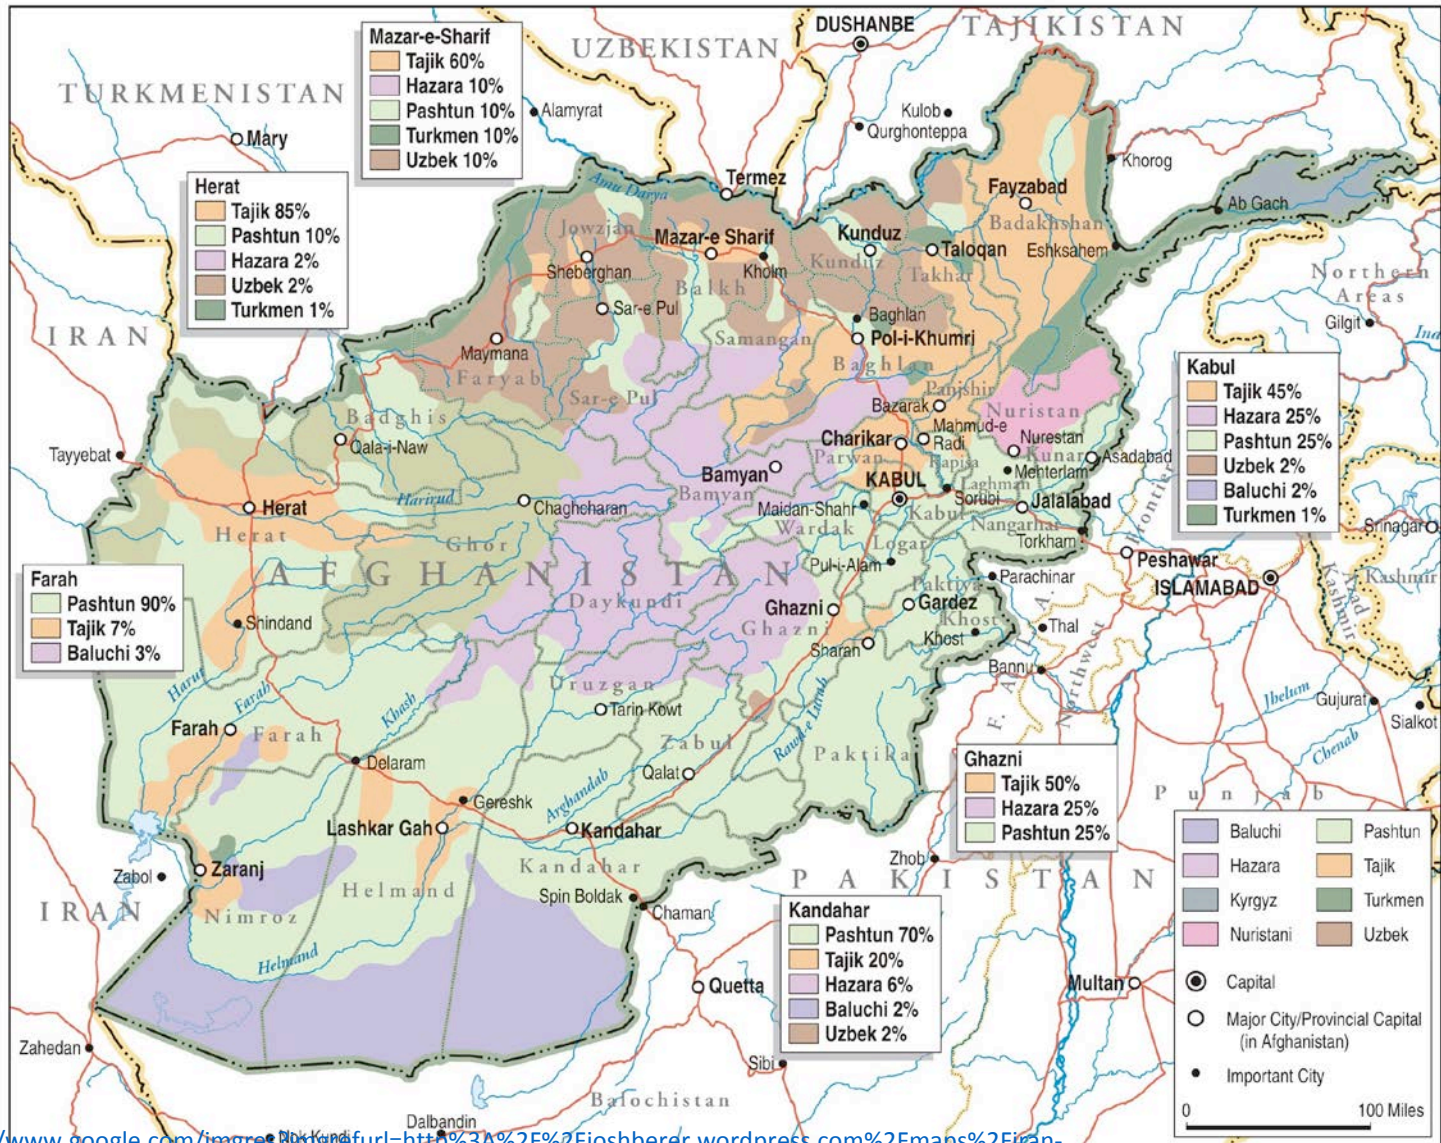 TURKMENISTAN
UZBEKISTAN
TAJIKISTAN
DUSHANBE
Mary
Alamyrat
Kulob
Qurghonteppa
Khorog
Termez
Mazar-e-Sharif
Tajik 60%
Hazara 10%
Pashtun 10%
Turkmen 10%
Uzbek 10%
Herat
Tajik 85%
Pashtun 10%
Hazara 2%
Uzbek 2%
Turkmen 1%
Amu Darya
Jowzjan
Mazar-e Sharif
Kunduz
Kunduz
Fayzabad
Badakhshan
Ab Gach
Taloqan
Takhar
Eshksahem
Sheberghan
Kholm
Balkh
Sar-e Pul
Baghlan
Northern
Areas
Gilgit
IRAN
Maymana
Faryab
Samangan
Pol-i-Khumri
Baghlan
Sar-e Pul
Panjshir
Bazarak
Nuristan
Badghis
Qala-i-Naw
Mahmud-e
Radi
Charikar
Parwan
Kapisa
Nurestan
Kunar
Asadabad
Mehterlam
Laghman
Tayyebat
Bamyan
Bamyan
KABUL
Sorubi
Jalalabad
Kabul
Nangarhar
Torkham
Maidan-Shahr
Wardak
Herat
Herat
Harirud
Chaghcharan
Ghor
Logar
Pul-i-Alam
Kabul
Tajik 45%
Hazara 25%
Pashtun 25%
Uzbek 2%
Baluchi 2%
Turkmen 1%
Srinagar
Kashmir
Azad
Kashmir
Frontier
Northwest
F. A. T. A.
Peshawar
ISLAMABAD
AFGHANISTAN
Daykundi
Paktiya
Parachinar
Gardez
Khost
Khost
Thal
Bannu
Ghazni
Ghazni
Sharan
Farah
Pashtun 90%
Tajik 7%
Baluchi 3%
Shindand
Harut
Farah
Khash
Uruzgan
Tarin Kowt
Zabul
Qalat
Arghandab
Rawd-e Lurah
Paktika
Jhelum
Gujurat
Sialkot
Chenab
Farah
Farah
Delaram
Gereshk
Lashkar Gah
Kandahar
Kandahar
Ghazni
Tajik 50%
Hazara 25%
Pashtun 25%
Punjab
Zabol
Zaranj
Nimroz
Helmand
Helmand
Spin Boldak
Chaman
Zhob
PAKISTAN
IRAN
Kandahar
Pashtun 70%
Tajik 20%
Hazara 6%
Baluchi 2%
Uzbek 2%
Quetta
Multan
Sibi
Zahedan
Balochistan
Dalbandin
Baluchi
Hazara
Kyrgyz
Nuristani
Pashtun
Tajik
Turkmen
Uzbek
Capital
Major City/Provincial Capital
(in Afghanistan)
Important City
0 100 Miles